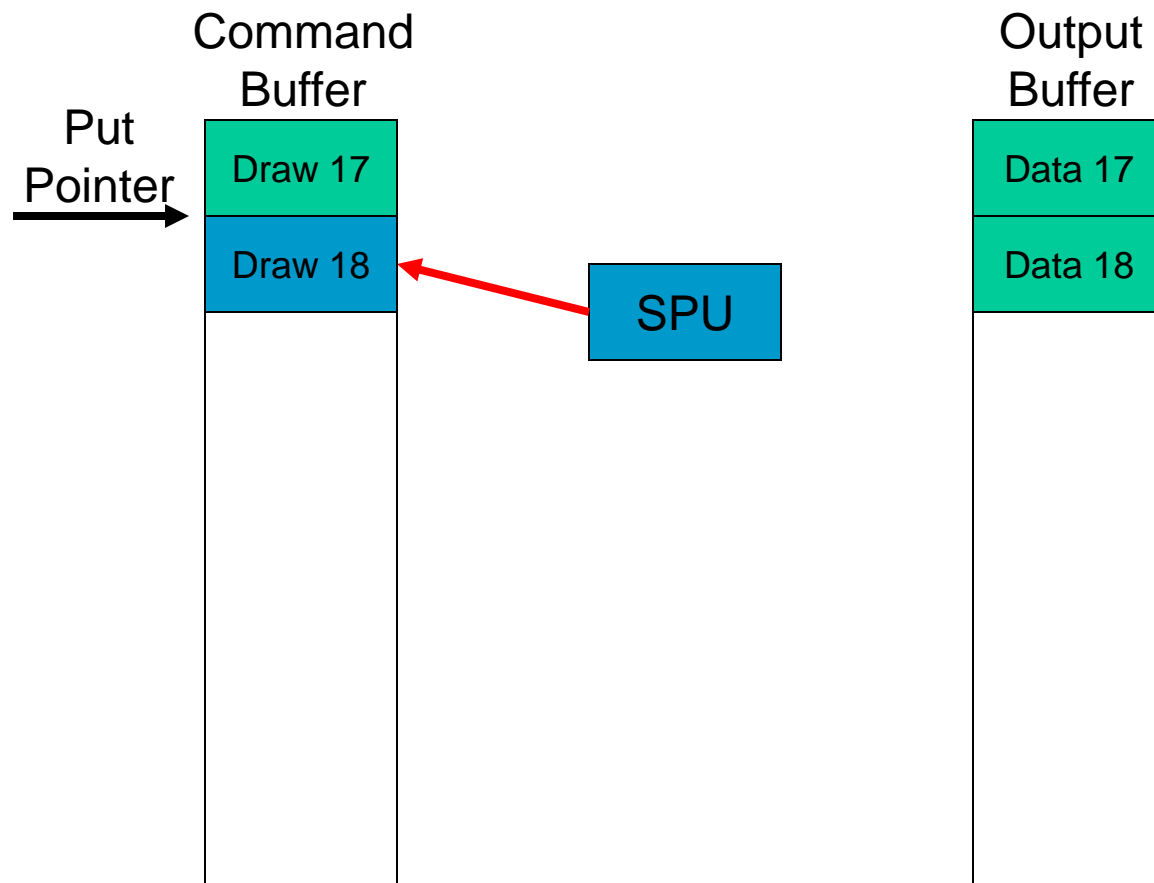 Command
Buffer
Output
Buffer
Put
Pointer
Draw 17
Data 17
Draw 18
Data 18
SPU